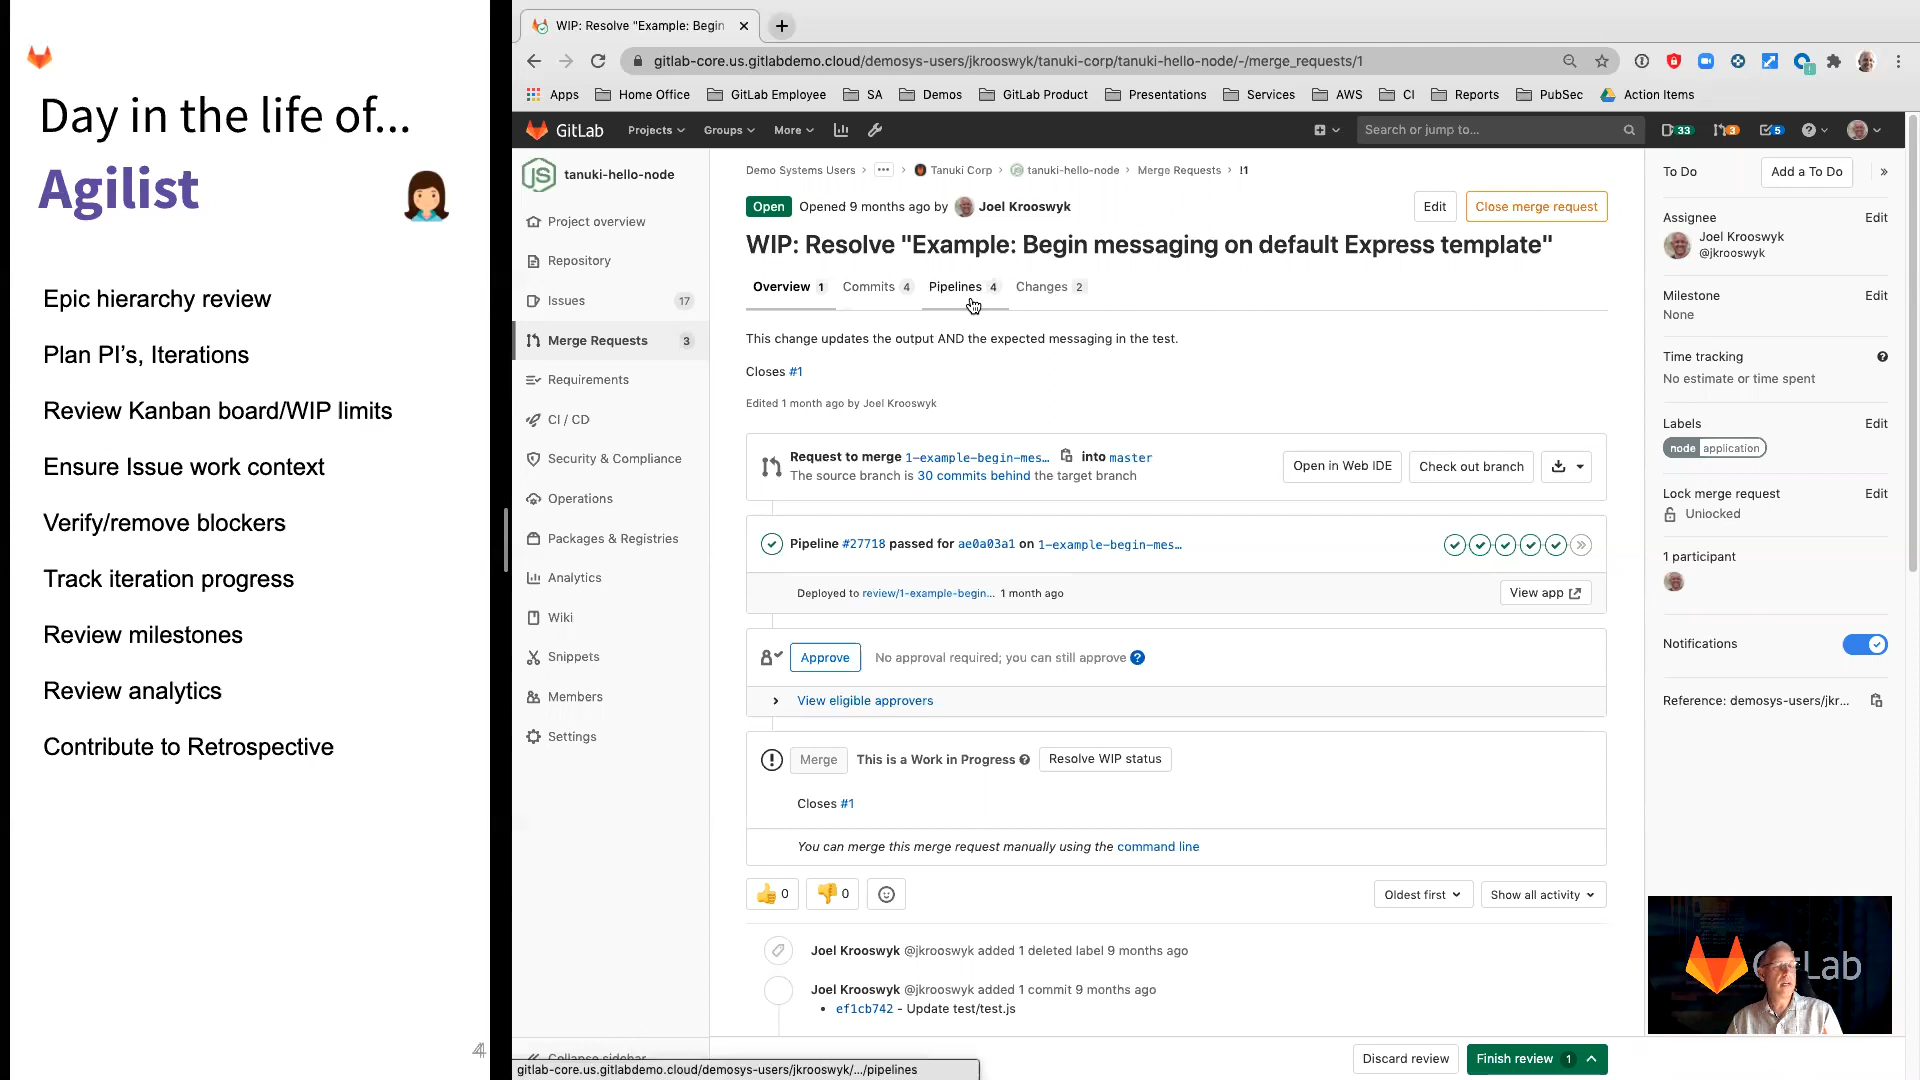 Day in the life of...
Agilist
Epic hierarchy review
Plan PI's, Iterations
Review Kanban board/WIP limits
Ensure Issue work context
Verify/remove blockers
Track iteration progress
Review milestones
Review analytics
Contribute to Retrospective
4
WIP: Resolve "Example: Begin
gitlab-core.us.gitlabdemo.cloud/demosys-users/jkrooswyk/tanuki-corp/tanuki-hello-node/-/merge_requests/1
Apps Home Office GitLab Employee SA Demos GitLab Product Presentations Services AWS CI Reports PubSec Action Items
GitLab Projects Groups More Search or jump to... 33 3 5
tanuki-hello-node
Project overview
Repository
Issues 17
Merge Requests 3
Requirements
CI / CD
Security & Compliance
Operations
Packages & Registries
Analytics
Wiki
Snippets
Members
Settings
Collapse sidebar
Demo Systems Users > ... > Tanuki Corp > tanuki-hello-node > Merge Requests > !1
Open Opened 9 months ago by Joel Krooswyk Edit Close merge request
WIP: Resolve "Example: Begin messaging on default Express template"
Overview 1 Commits 4 Pipelines 4 Changes 2
This change updates the output AND the expected messaging in the test.
Closes #1
Edited 1 month ago by Joel Krooswyk
Request to merge 1-example-begin-mes... into master
The source branch is 30 commits behind the target branch
Open in Web IDE Check out branch
Pipeline #27718 passed for ae0a03a1 on 1-example-begin-mes...
Deployed to review/1-example-begin... 1 month ago View app
Approve No approval required; you can still approve
View eligible approvers
Merge This is a Work in Progress Resolve WIP status
Closes #1
You can merge this merge request manually using the command line
0 0 Oldest first Show all activity
Joel Krooswyk @jkrooswyk added 1 deleted label 9 months ago
Joel Krooswyk @jkrooswyk added 1 commit 9 months ago
ef1cb742 - Update test/test.js
Discard review Finish review 1
gitlab-core.us.gitlabdemo.cloud/demosys-users/jkrooswyk/.../pipelines
To Do Add a To Do
Assignee Edit
Joel Krooswyk
@jkrooswyk
Milestone Edit
None
Time tracking
No estimate or time spent
Labels Edit
node application
Lock merge request Edit
Unlocked
1 participant
Notifications
Reference: demosys-users/jkr...
GitLab